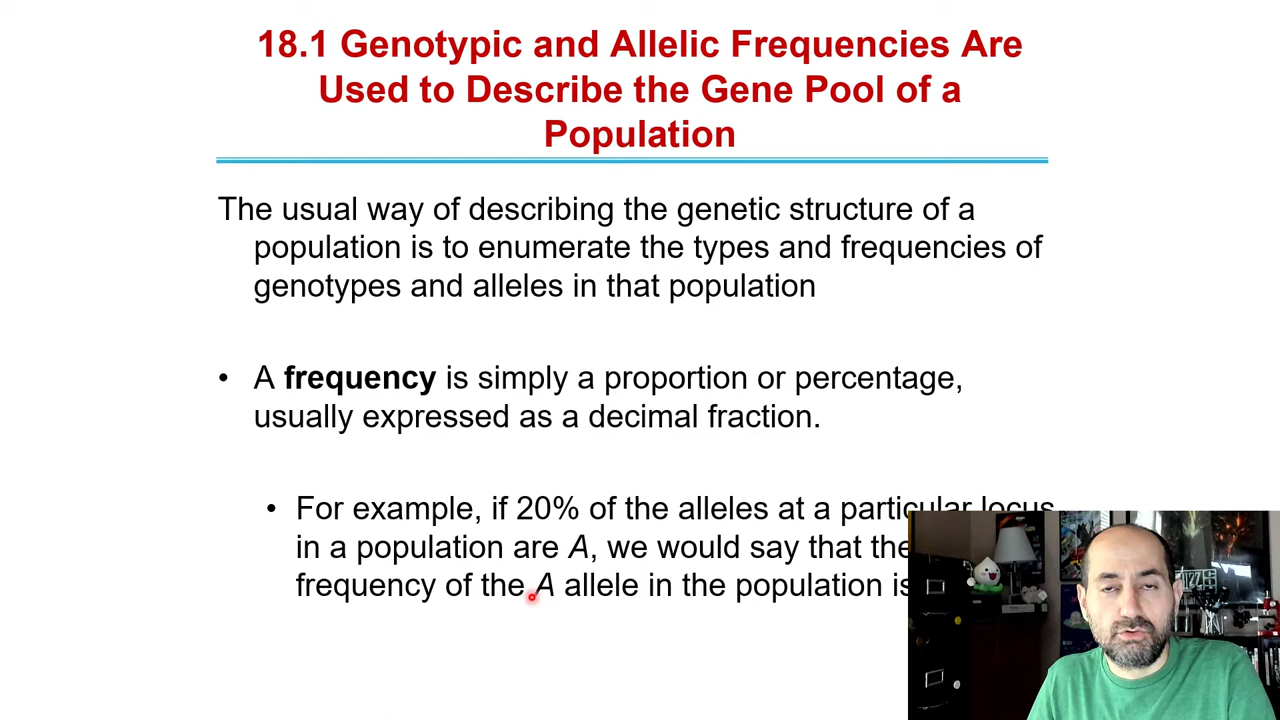 18.1 Genotypic and Allelic Frequencies Are
Used to Describe the Gene Pool of a
Population
The usual way of describing the genetic structure of a
population is to enumerate the types and frequencies of
genotypes and alleles in that population
• A frequency is simply a proportion or percentage,
usually expressed as a decimal fraction.
• For example, if 20% of the alleles at a particular locus
in a population are A, we would say that the
frequency of the A allele in the population is